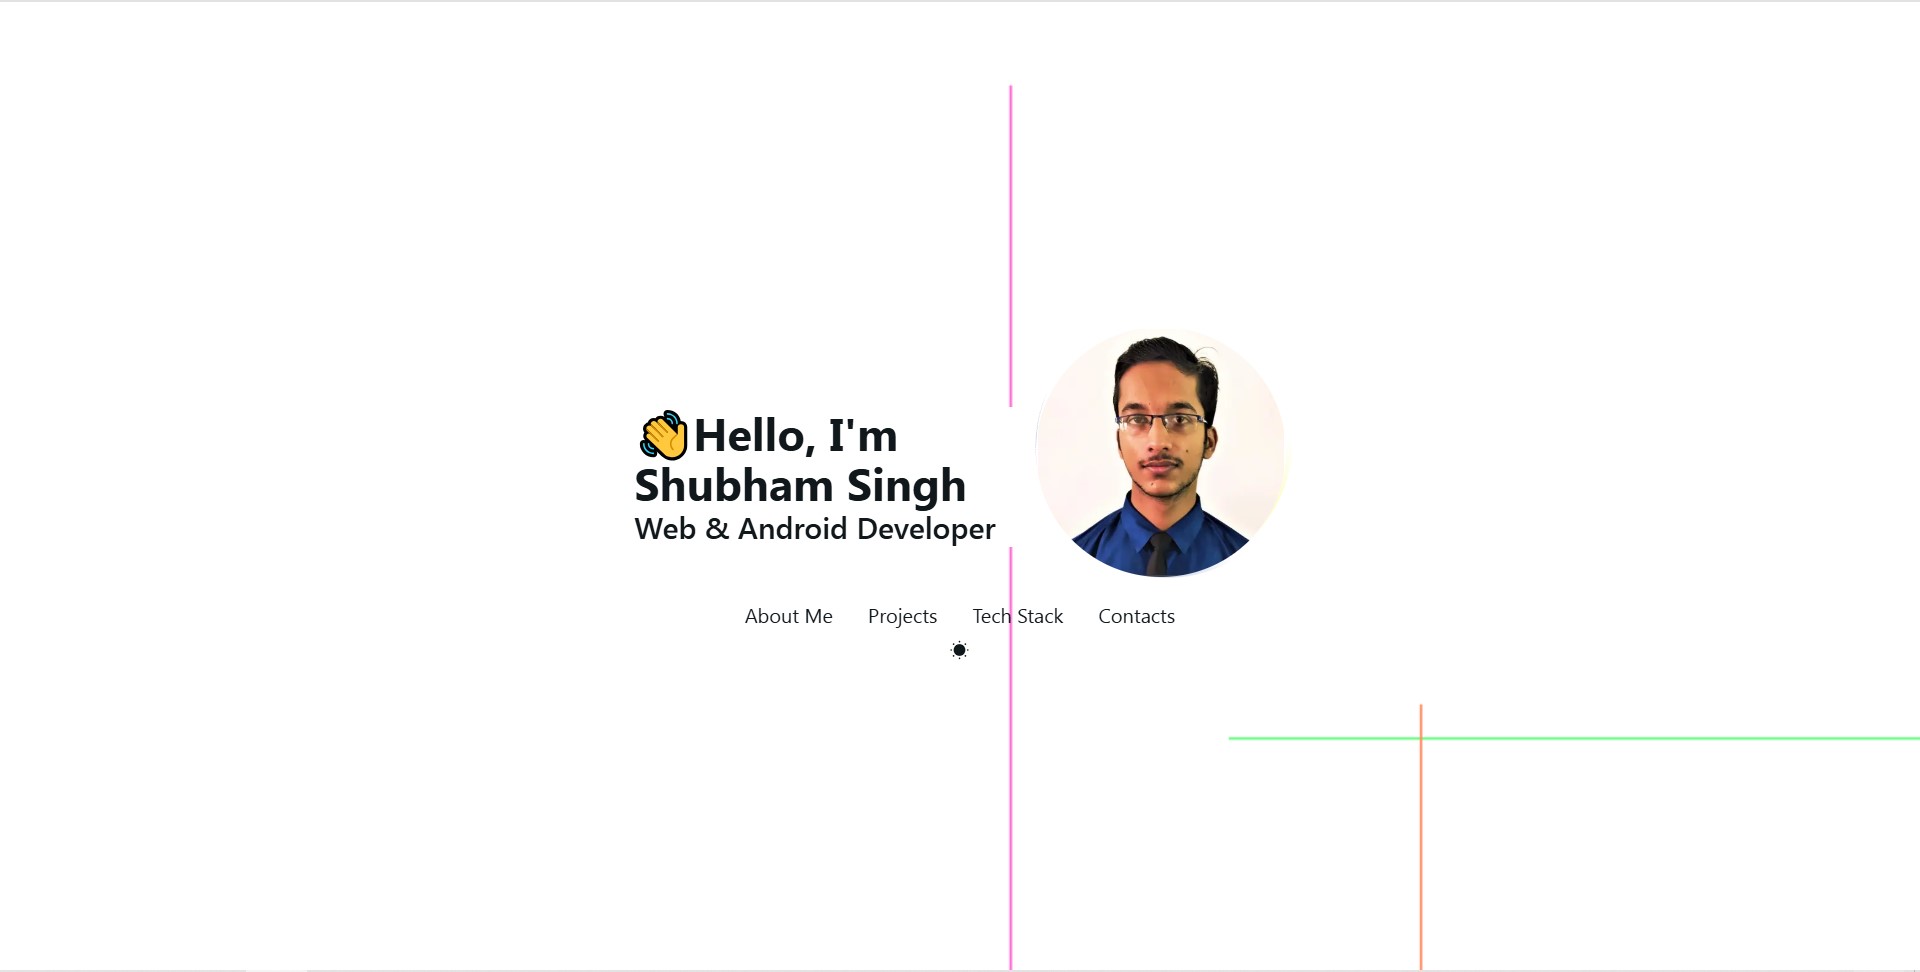 👋Hello, I'm
Shubham Singh
Web & Android Developer
About Me Projects Tech Stack Contacts